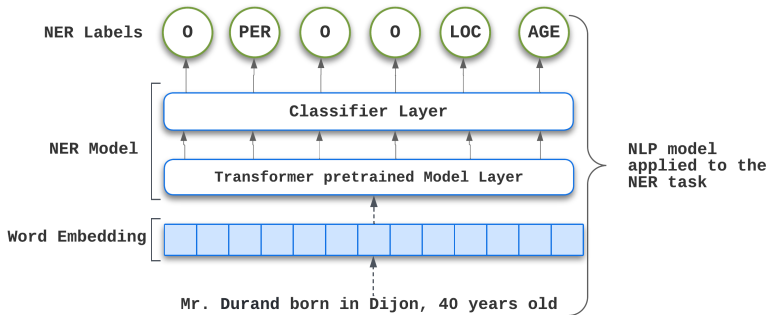 NER Labels O PER O O LOC AGE
Classifier Layer
NER Model
Transformer pretrained Model Layer
NLP model
applied to the
NER task
Word Embedding
Mr. Durand born in Dijon, 40 years old